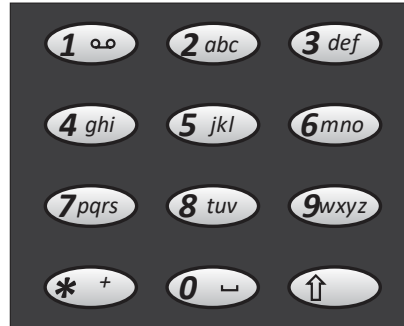 1 2 abc 3 def
4 ghi 5 jkl 6 mno
7 pqrs 8 tuv 9 wxyz
* + 0 ⇧